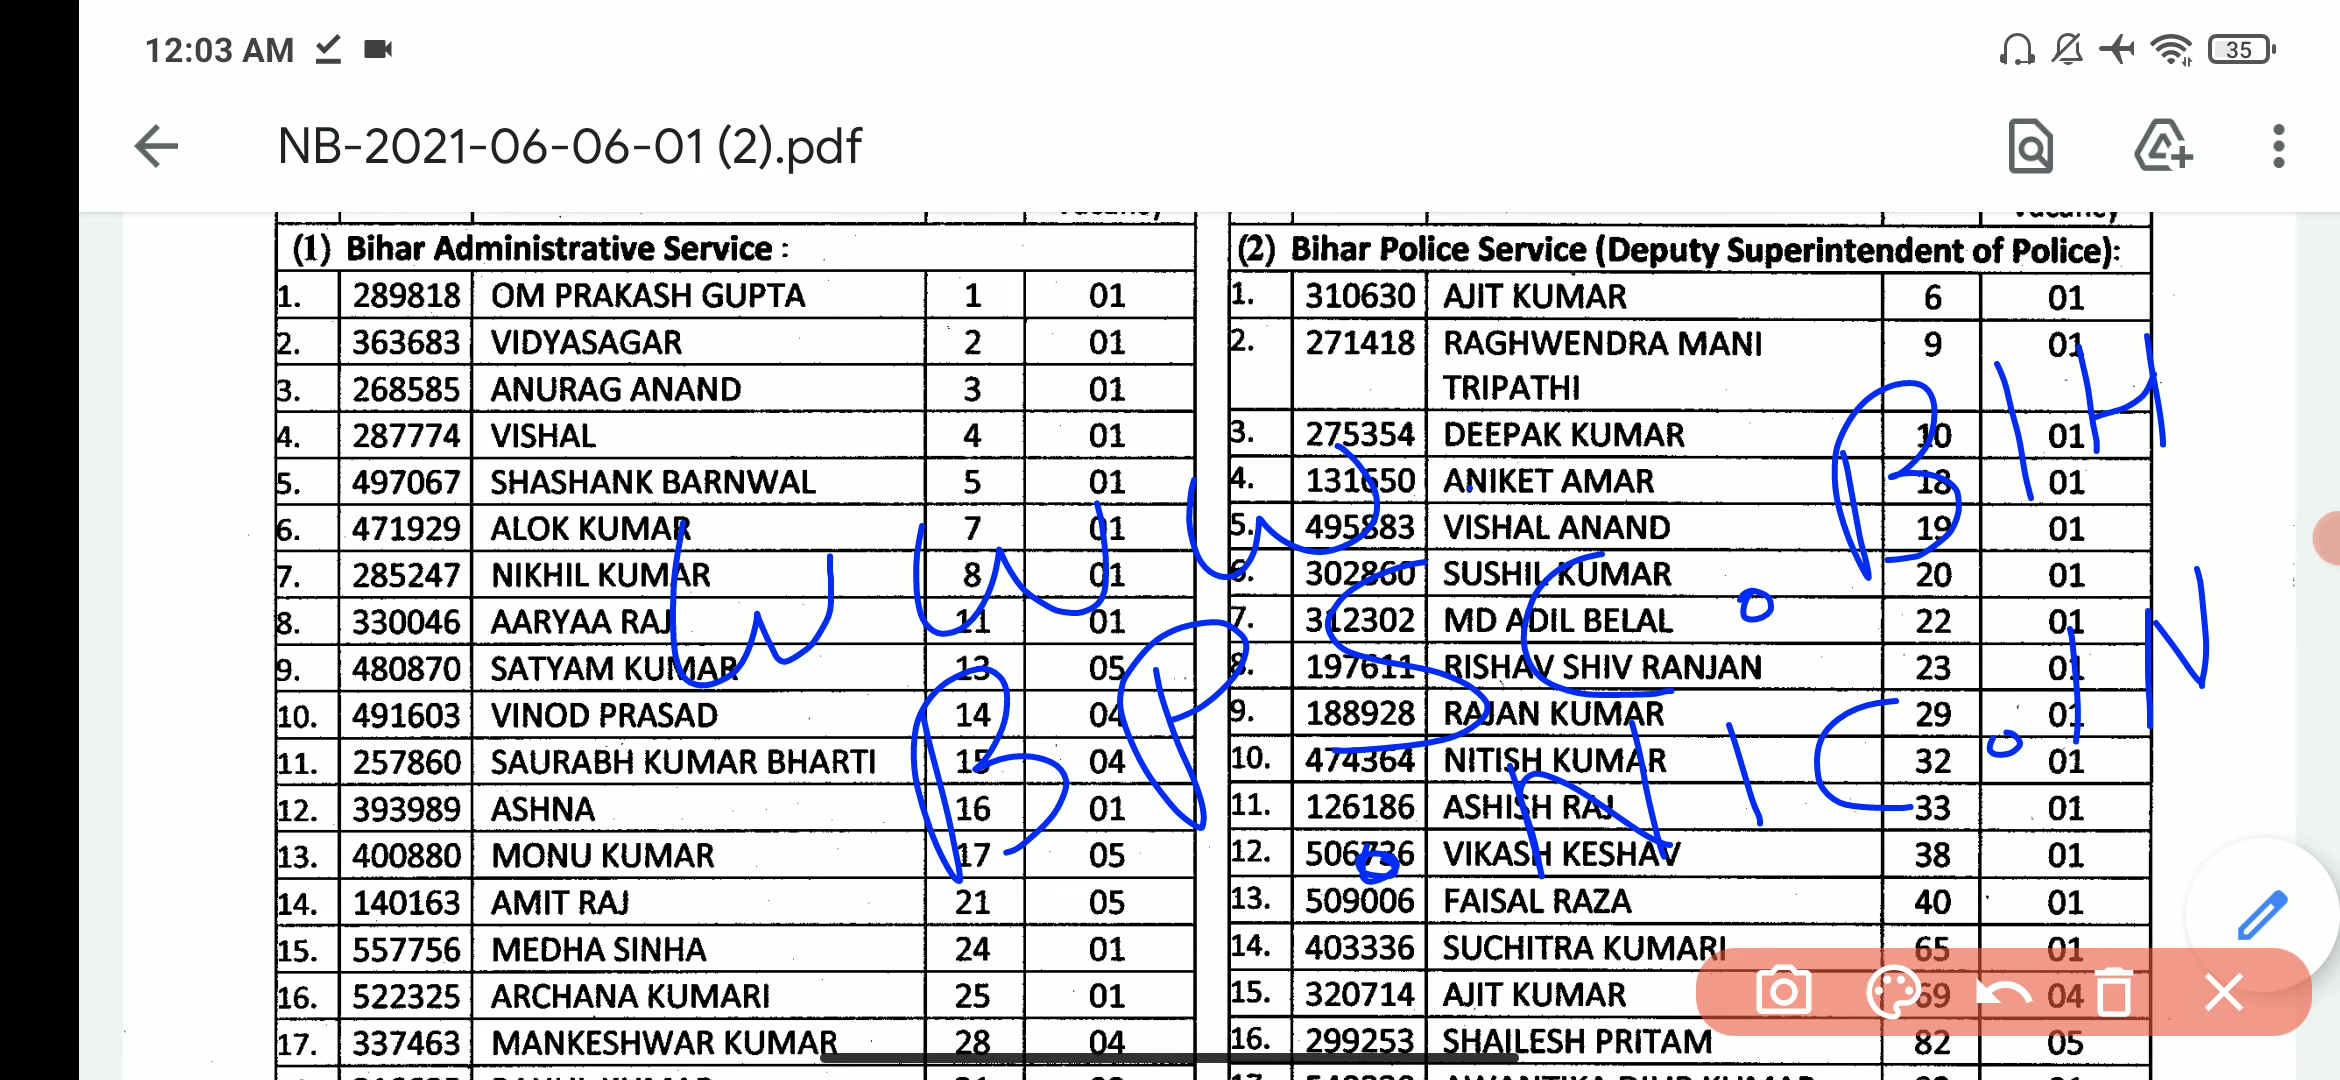 12:03 AM 35
NB-2021-06-06-01 (2).pdf
(1) Bihar Administrative Service :
1. 289818 OM PRAKASH GUPTA 1 01
2. 363683 VIDYASAGAR 2 01
3. 268585 ANURAG ANAND 3 01
4. 287774 VISHAL 4 01
5. 497067 SHASHANK BARNWAL 5 01
6. 471929 ALOK KUMAR 7 01
7. 285247 NIKHIL KUMAR 8 01
8. 330046 AARYAA RAJ 11 01
9. 480870 SATYAM KUMAR 13 05
10. 491603 VINOD PRASAD 14 04
11. 257860 SAURABH KUMAR BHARTI 15 04
12. 393989 ASHNA 16 01
13. 400880 MONU KUMAR 17 05
14. 140163 AMIT RAJ 21 05
15. 557756 MEDHA SINHA 24 01
16. 522325 ARCHANA KUMARI 25 01
17. 337463 MANKESHWAR KUMAR 28 04
(2) Bihar Police Service (Deputy Superintendent of Police):
1. 310630 AJIT KUMAR 6 01
2. 271418 RAGHWENDRA MANI 9 01
TRIPATHI
3. 275354 DEEPAK KUMAR 10 01
4. 131650 ANIKET AMAR 18 01
5. 495883 VISHAL ANAND 19 01
6. 302860 SUSHIL KUMAR 20 01
7. 312302 MD ADIL BELAL 22 01
8. 197611 RISHAV SHIV RANJAN 23 01
9. 188928 RAJAN KUMAR 29 01
10. 474364 NITISH KUMAR 32 01
11. 126186 ASHISH RAJ 33 01
12. 506736 VIKASH KESHAV 38 01
13. 509006 FAISAL RAZA 40 01
14. 403336 SUCHITRA KUMARI 65 01
15. 320714 AJIT KUMAR 69 04
16. 299253 SHAILESH PRITAM 82 05
WWW
BPSC.BIH
.NIC.IN